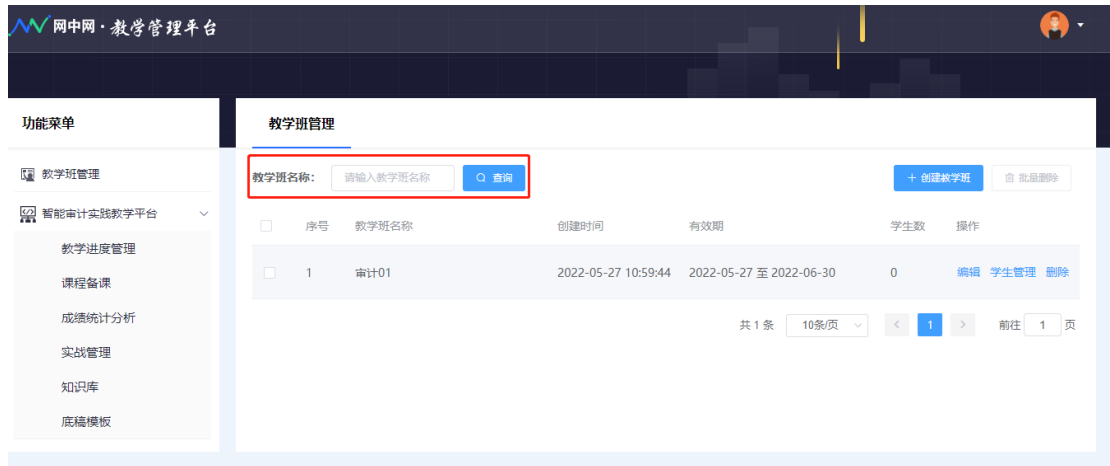 网中网·教学管理平台
功能菜单
教学班管理
智能审计实践教学平台
教学进度管理
课程备课
成绩统计分析
实战管理
知识库
底稿模板
教学班管理
教学班名称： 请输入教学班名称 查询 + 创建教学班 批量删除
序号 教学班名称 创建时间 有效期 学生数 操作
1 审计01 2022-05-27 10:59:44 2022-05-27 至 2022-06-30 0 编辑 学生管理 删除
共 1 条 10条/页 < 1 > 前往 1 页